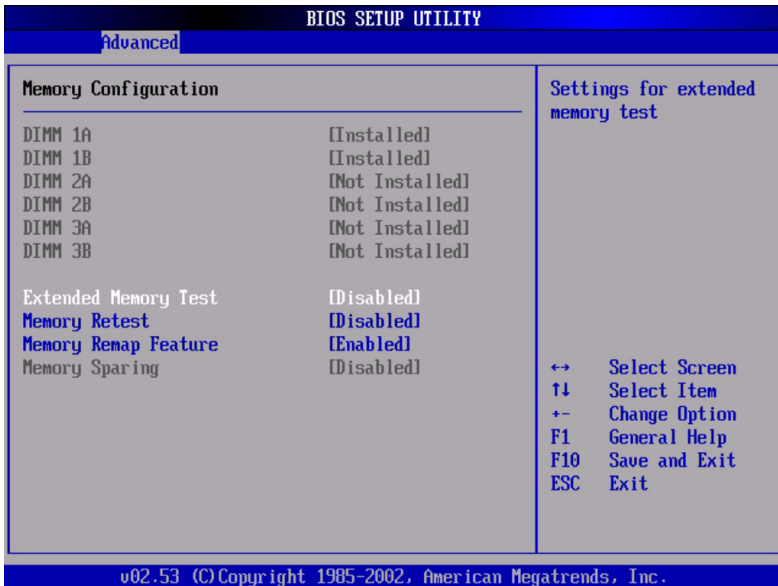 BIOS SETUP UTILITY
Advanced
Memory Configuration
DIMM 1A [Installed]
DIMM 1B [Installed]
DIMM 2A [Not Installed]
DIMM 2B [Not Installed]
DIMM 3A [Not Installed]
DIMM 3B [Not Installed]
Extended Memory Test [Disabled]
Memory Retest [Disabled]
Memory Remap Feature [Enabled]
Memory Sparing [Disabled]
Settings for extended
memory test
↔ Select Screen
↑↓ Select Item
+- Change Option
F1 General Help
F10 Save and Exit
ESC Exit
v02.53 (C)Copyright 1985-2002, American Megatrends, Inc.